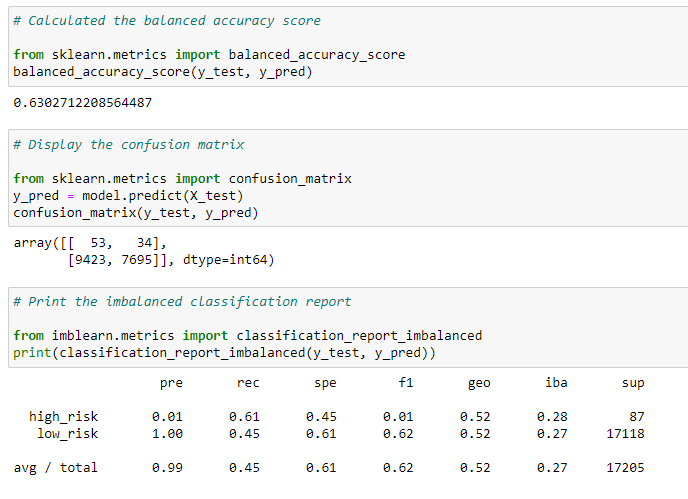 # Calculated the balanced accuracy score
from sklearn.metrics import balanced_accuracy_score
balanced_accuracy_score(y_test, y_pred)
0.6302712208564487
# Display the confusion matrix
from sklearn.metrics import confusion_matrix
y_pred = model.predict(X_test)
confusion_matrix(y_test, y_pred)
array([[  53,   34],
       [9423, 7695]], dtype=int64)
# Print the imbalanced classification report
from imblearn.metrics import classification_report_imbalanced
print(classification_report_imbalanced(y_test, y_pred))
pre rec spe f1 geo iba sup
high_risk 0.01 0.61 0.45 0.01 0.52 0.28 87
low_risk 1.00 0.45 0.61 0.62 0.52 0.27 17118
avg / total 0.99 0.45 0.61 0.62 0.52 0.27 17205